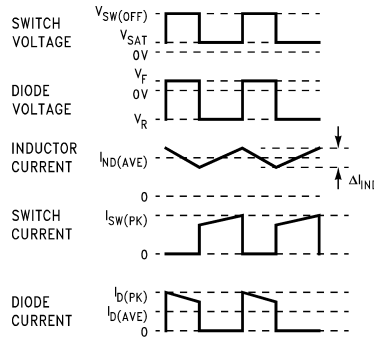 SWITCH VOLTAGE
VSW(OFF)
VSAT
0V
DIODE VOLTAGE
VF
0V
VR
INDUCTOR CURRENT
IND(AVE)
ΔIIND
0
SWITCH CURRENT
ISW(PK)
0
DIODE CURRENT
ID(PK)
ID(AVE)
0